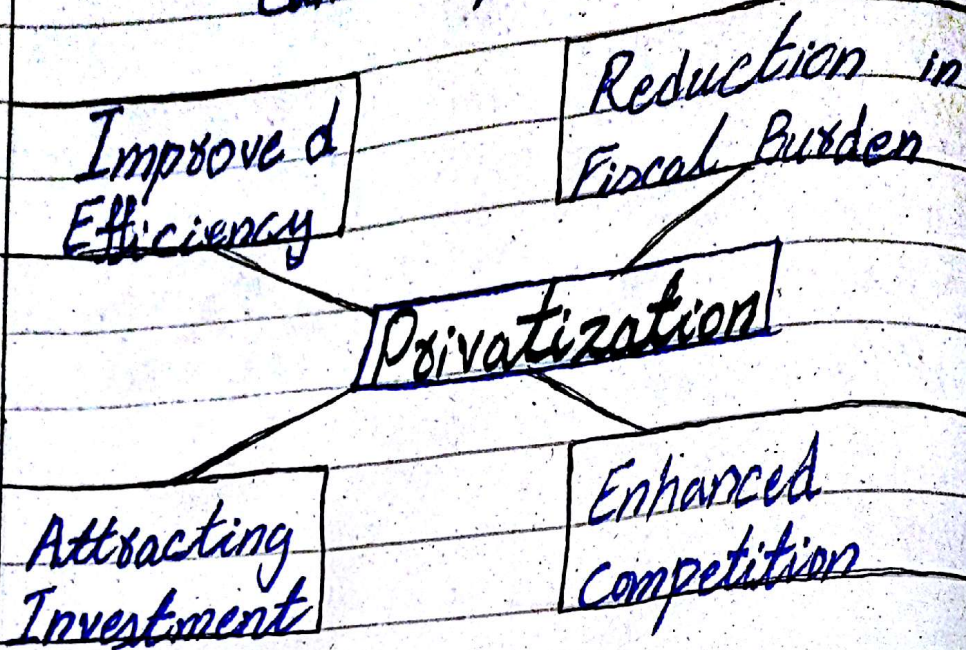 Improved
Efficiency
Reduction in
Fiscal Burden
Privatization
Attracting
Investment
Enhanced
Competition